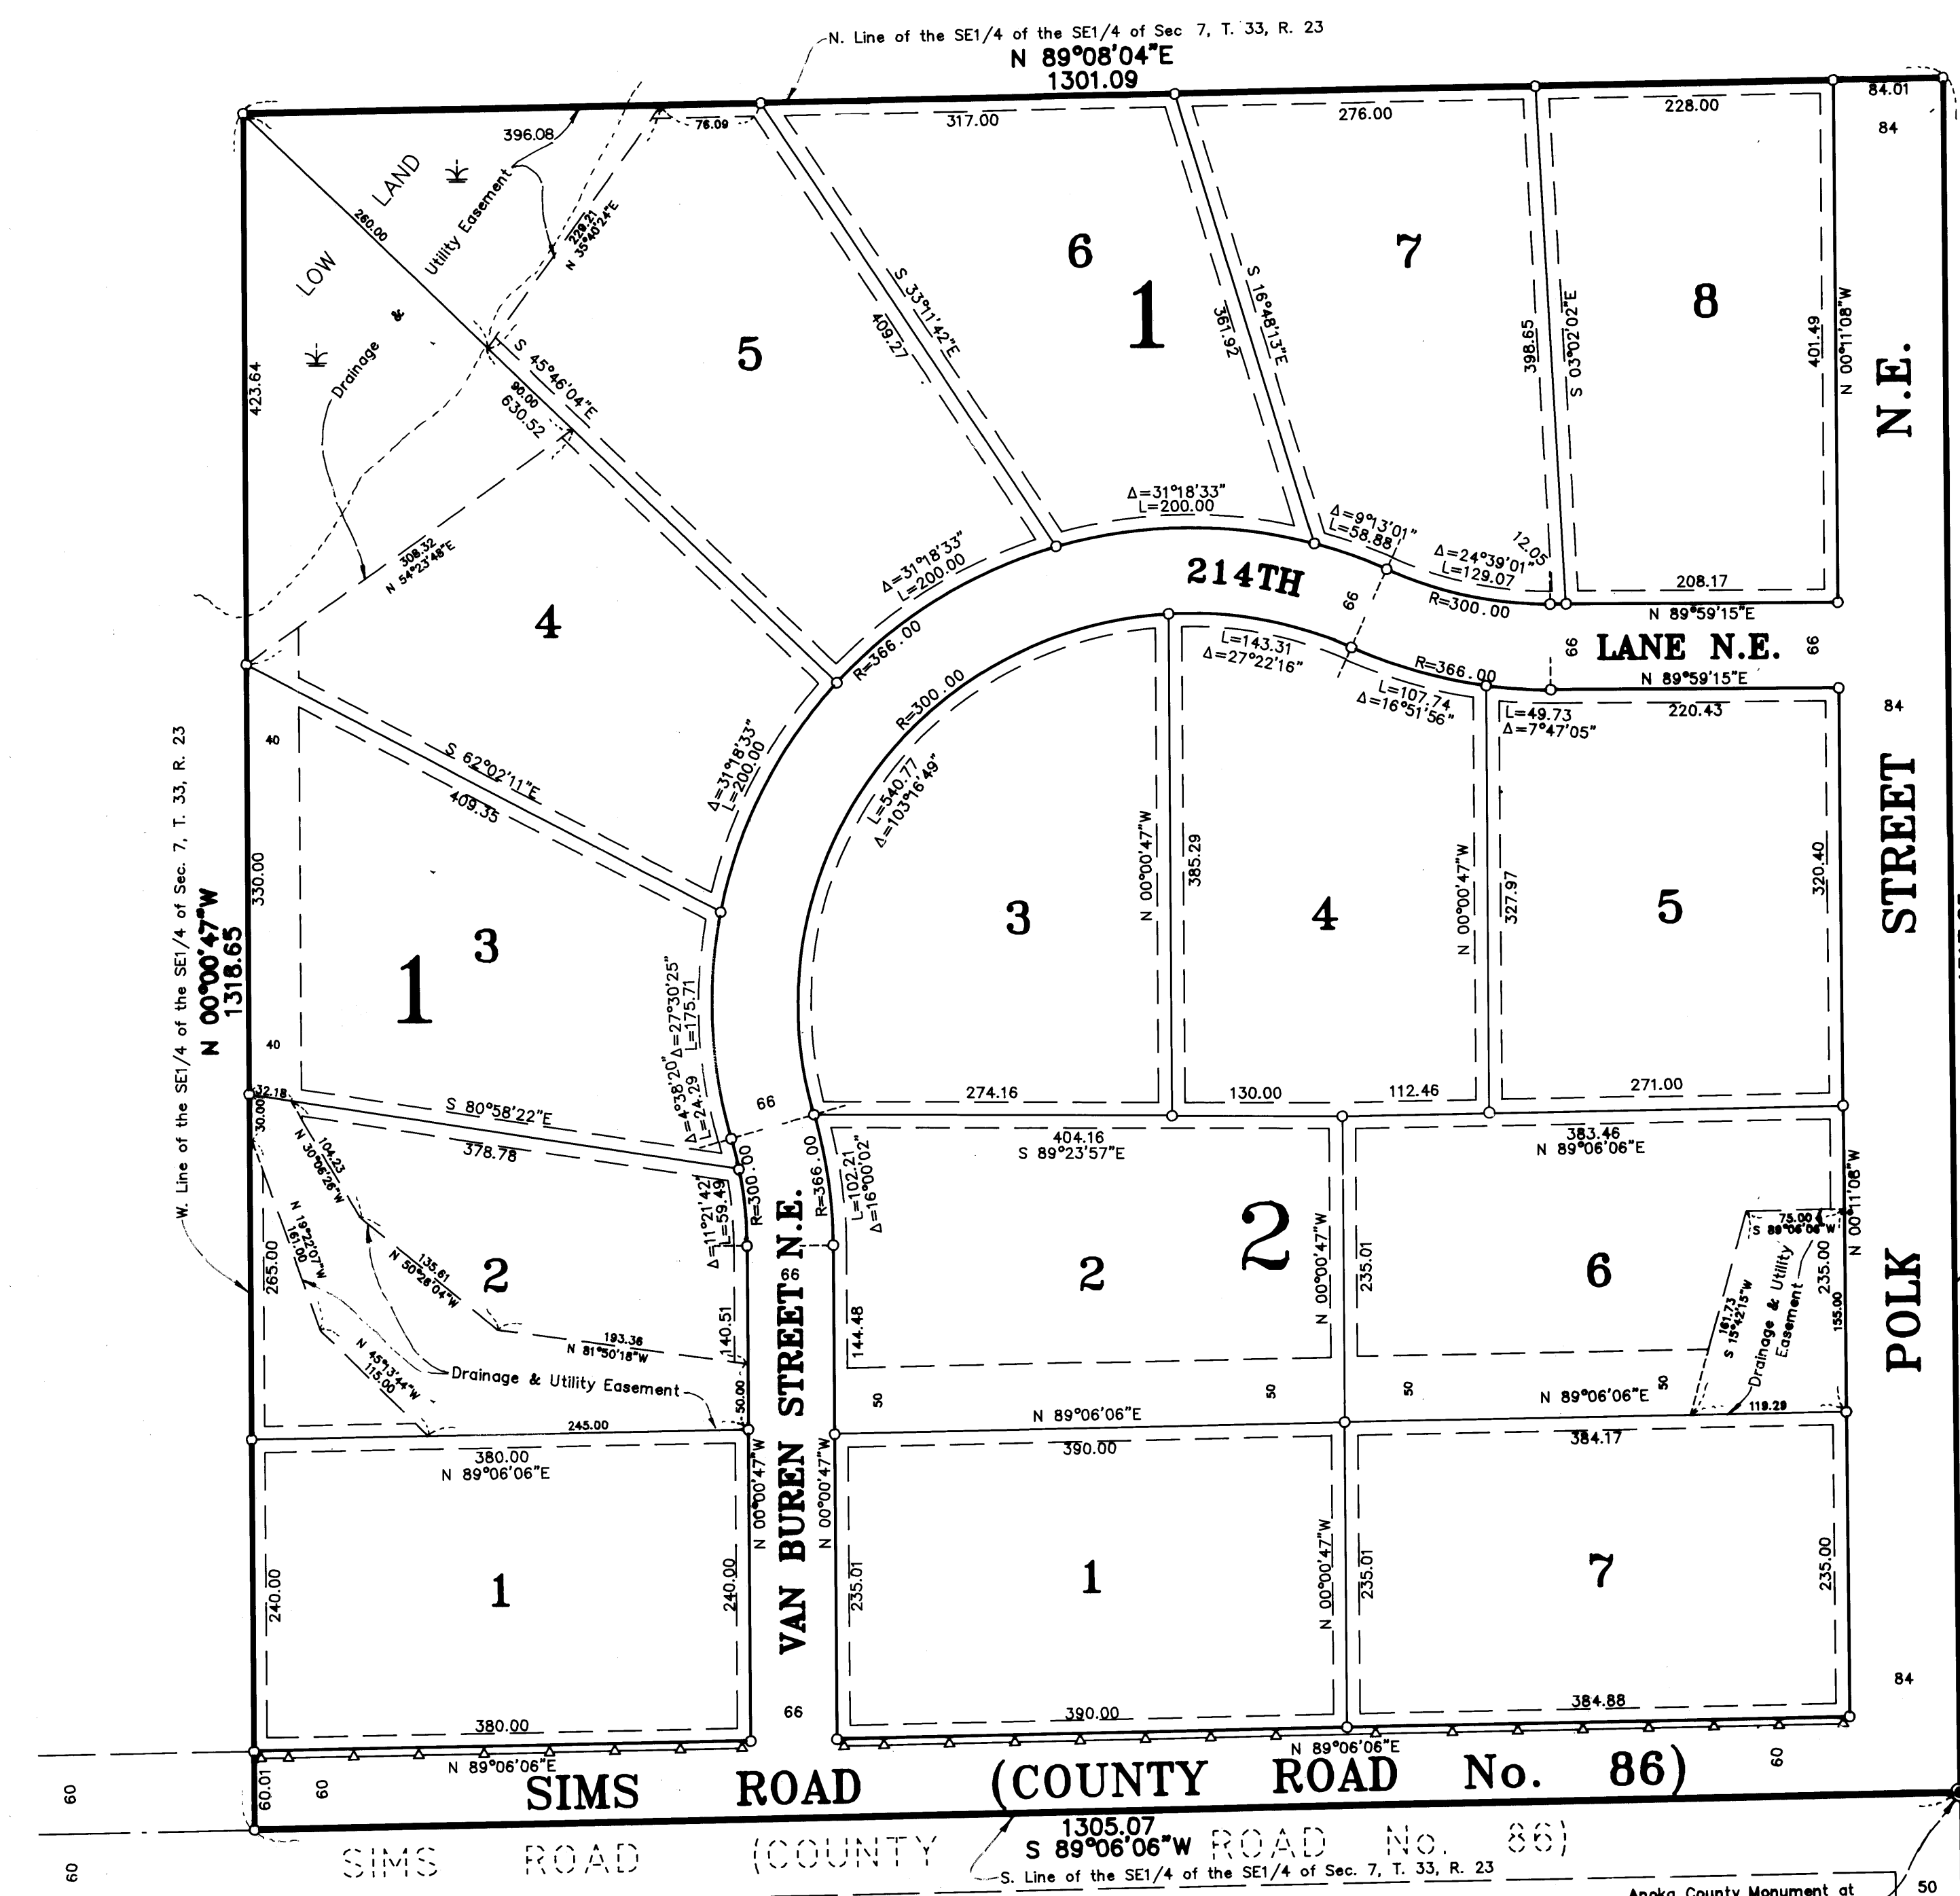 N. Line of the SE1/4 of the SE1/4 of Sec 7, T. 33, R. 23
N 89°08'04"E
1301.09
84.01
84
396.08
76.09
317.00
276.00
228.00
LOW LAND
Drainage & Utility Easement
260.00
229.21
N 35°40'24"E
S 45°46'04"E
90.00
630.52
5
S 33°11'42"E
409.27
6
1
S 16°48'13"E
361.92
7
398.65
S 03°02'02"E
8
401.49
N 00°11'08"W
N.E.
423.64
308.32
N 54°23'48"E
4
Δ=31°18'33"
L=200.00
Δ=31°18'33"
L=200.00
Δ=9°13'01"
L=58.88
Δ=24°39'01"
L=129.07
12.05
R=300.00
208.17
N 89°59'15"E
214TH
LANE N.E.
66
66
66
R=366.00
R=300.00
L=143.31
Δ=27°22'16"
R=366.00
N 89°59'15"E
L=107.74
Δ=16°51'56"
L=49.73
Δ=7°47'05"
220.43
84
W. Line of the SE1/4 of the SE1/4 of Sec. 7, T. 33, R. 23
N 00°00'47"W
1318.65
40
330.00
40
S 62°02'11"E
409.35
Δ=31°18'33"
L=200.00
L=540.77
Δ=103°16'49"
3
1
Δ=27°30'25"
L=175.71
Δ=4°38'20"
L=24.29
3
N 00°00'47"W
385.29
4
N 00°00'47"W
327.97
5
320.40
STREET
32.18
30.00
S 80°58'22"E
378.78
66
274.16
130.00
112.46
271.00
404.16
S 89°23'57"E
383.46
N 89°06'06"E
104.23
N 30°06'26"W
N 19°22'07"W
161.00
265.00
2
135.61
N 50°26'04"W
193.36
N 81°50'18"W
N 45°13'44"W
115.00
Drainage & Utility Easement
Δ=11°21'42"
L=59.49
R=300.00
R=366.00
L=102.21
Δ=16°00'02"
140.51
50.00
144.48
66
VAN BUREN STREET N.E.
2
2
N 00°00'47"W
235.01
6
75.00
S 89°06'06"W
161.73
S 15°42'15"W
Drainage & Utility
Easement
235.00
155.00
N 00°11'08"W
POLK
50
50
50
50
N 89°06'06"E
N 89°06'06"E
119.29
245.00
380.00
N 89°06'06"E
390.00
384.17
240.00
1
240.00
N 00°00'47"W
N 00°00'47"W
235.01
1
N 00°00'47"W
235.01
7
235.00
84
380.00
N 89°06'06"E
66
390.00
384.88
N 89°06'06"E
60
60
60.01
60
SIMS ROAD (COUNTY ROAD No. 86)
1305.07
S 89°06'06"W
SIMS ROAD (COUNTY ROAD No. 86)
60
S. Line of the SE1/4 of the SE1/4 of Sec. 7, T. 33, R. 23
Anoka County Monument at
50